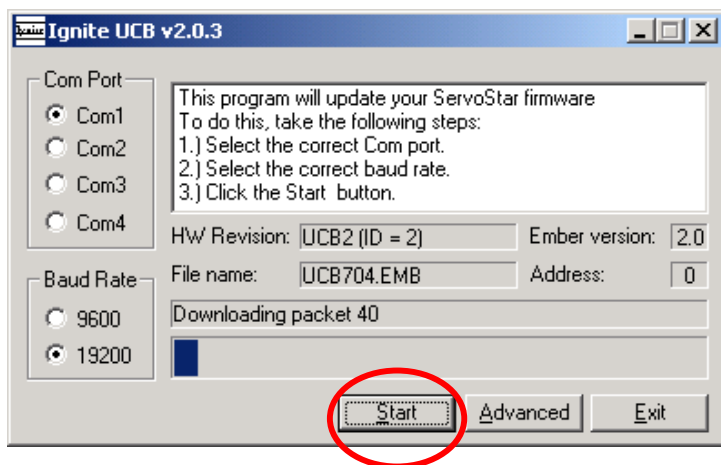 Ignite UCB v2.0.3
Com Port
Com1
Com2
Com3
Com4
This program will update your ServoStar firmware
To do this, take the following steps:
1.) Select the correct Com port.
2.) Select the correct baud rate.
3.) Click the Start button.
HW Revision: UCB2 (ID = 2) Ember version: 2.0
File name: UCB704.EMB Address: 0
Baud Rate
9600
19200
Downloading packet 40
Start Advanced Exit